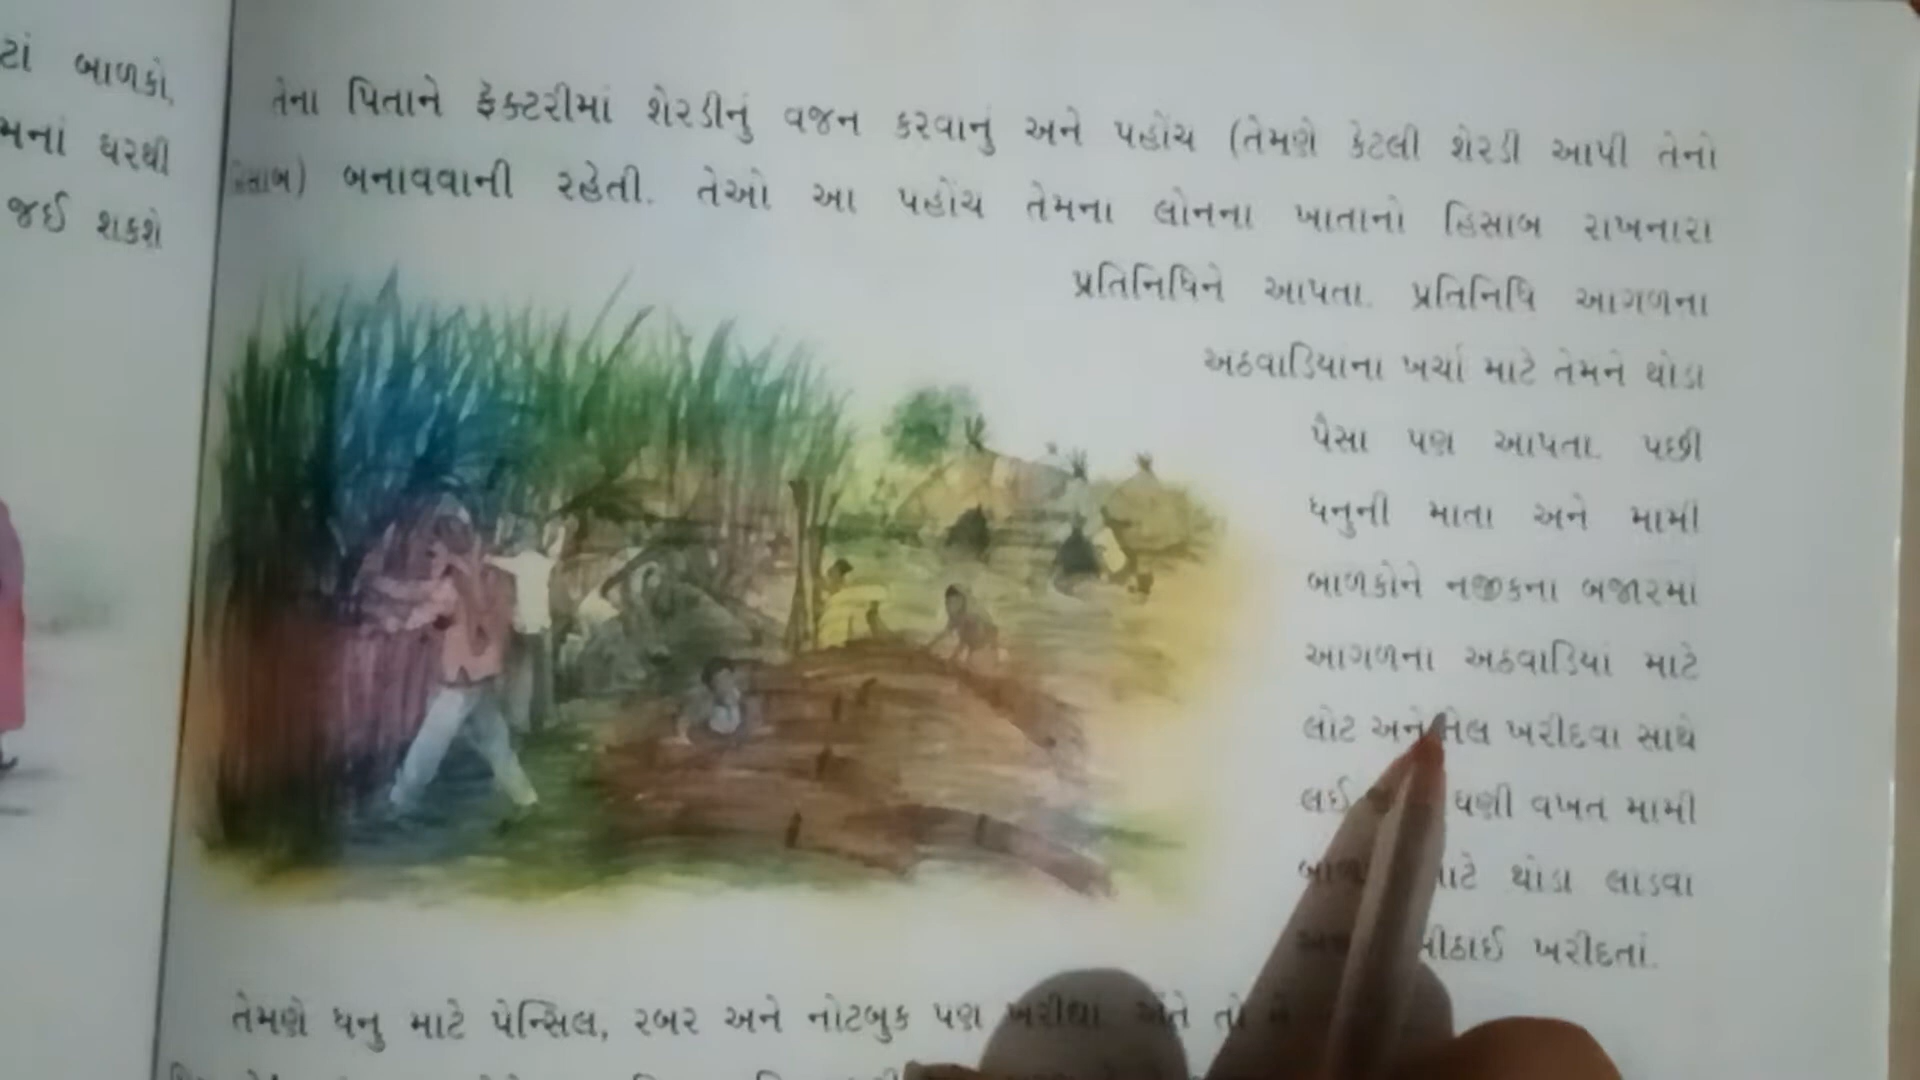 ટાં બાળકો,
મનાં ઘરથી
જઈ શકશે
તેના પિતાને ફેક્ટરીમાં શેરડીનું વજન કરવાનું અને પહોંચ (તેમણે કેટલી શેરડી આપી તેનો
હિસાબ) બનાવવાની રહેતી. તેઓ આ પહોંચ તેમના લોનના ખાતાનો હિસાબ રાખનારા
પ્રતિનિધિને આપતા. પ્રતિનિધિ આગળના
અઠવાડિયાના ખર્ચા માટે તેમને થોડા
પૈસા પણ આપતા. પછી
ધનુની માતા અને મામી
બાળકોને નજીકના બજારમાં
આગળના અઠવાડિયાં માટે
લોટ અને તેલ ખરીદવા સાથે
લઈ ઘણી વખત મામી
માટે થોડા લાડવા
મીઠાઈ ખરીદતાં.
તેમણે ધનુ માટે પેન્સિલ, રબર અને નોટબુક પણ ખરીદ્યા અંતે તો તે